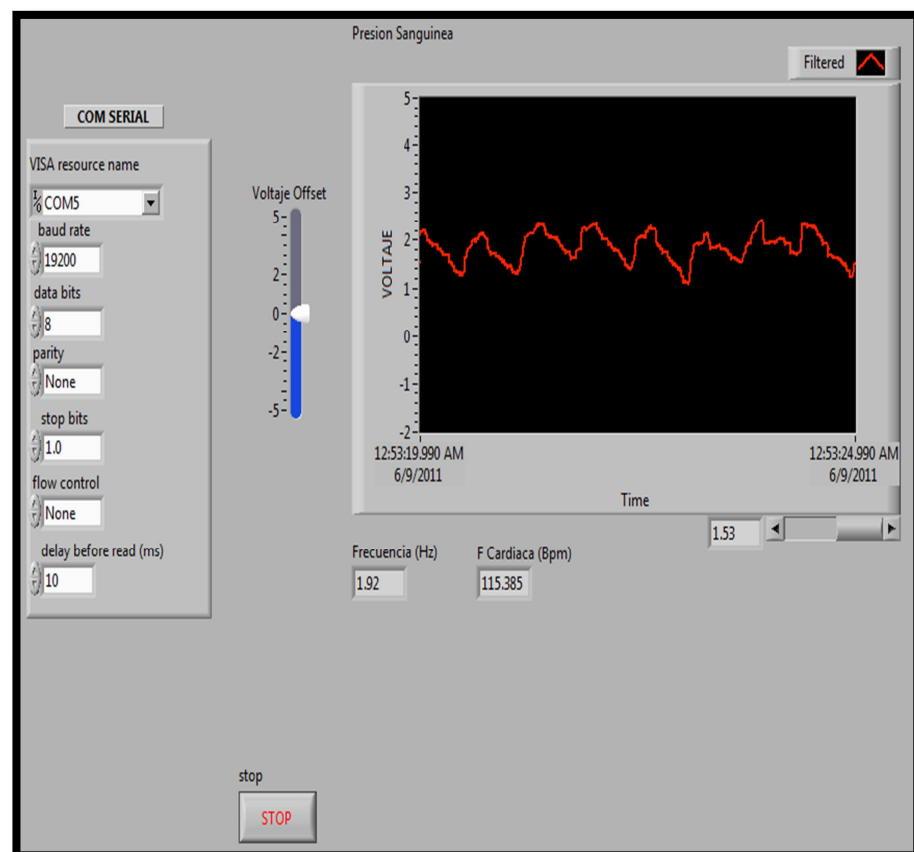 Presion Sanguinea
Filtered
COM SERIAL
VISA resource name
I/O COM5
baud rate
19200
data bits
8
parity
None
stop bits
1.0
flow control
None
delay before read (ms)
10
Voltaje Offset
5
2
0
-2
-5
VOLTAJE
5
4
3
2
1
0
-1
-2
12:53:19.990 AM
6/9/2011
12:53:24.990 AM
6/9/2011
Time
1.53
Frecuencia (Hz)
1.92
F Cardiaca (Bpm)
115.385
stop
STOP